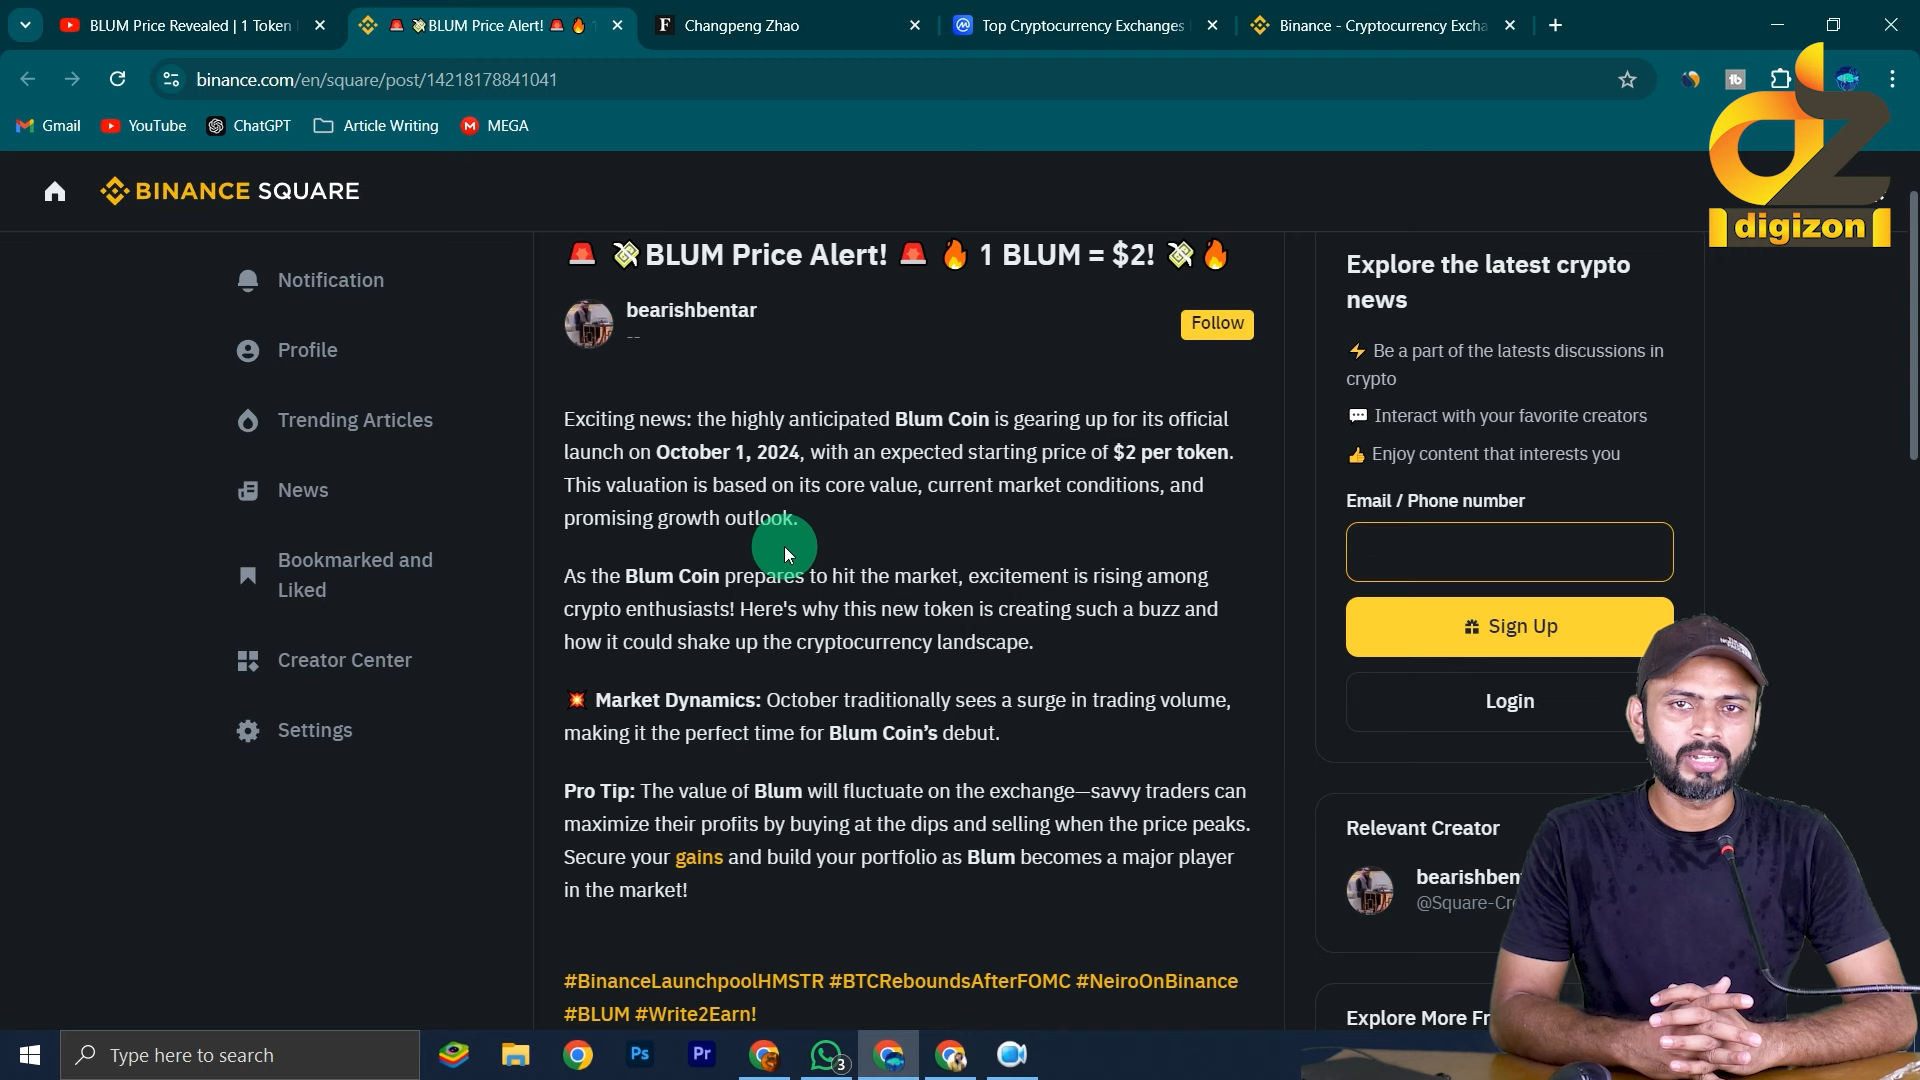 BLUM Price Revealed | 1 Token
BLUM Price Alert!
Changpeng Zhao
Top Cryptocurrency Exchanges
Binance - Cryptocurrency Excha
binance.com/en/square/post/14218178841041
Gmail
YouTube
ChatGPT
Article Writing
MEGA
digizon
BINANCE SQUARE
Notification
Profile
Trending Articles
News
Bookmarked and
Liked
Creator Center
Settings
🚨 💸BLUM Price Alert! 🚨 🔥 1 BLUM = $2! 💸🔥
bearishbentar
--
Follow
Exciting news: the highly anticipated Blum Coin is gearing up for its official
launch on October 1, 2024, with an expected starting price of $2 per token.
This valuation is based on its core value, current market conditions, and
promising growth outlook.
As the Blum Coin prepares to hit the market, excitement is rising among
crypto enthusiasts! Here's why this new token is creating such a buzz and
how it could shake up the cryptocurrency landscape.
💥 Market Dynamics: October traditionally sees a surge in trading volume,
making it the perfect time for Blum Coin’s debut.
Pro Tip: The value of Blum will fluctuate on the exchange—savvy traders can
maximize their profits by buying at the dips and selling when the price peaks.
Secure your gains and build your portfolio as Blum becomes a major player
in the market!
#BinanceLaunchpoolHMSTR #BTCReboundsAfterFOMC #NeiroOnBinance
#BLUM #Write2Earn!
Explore the latest crypto
news
⚡ Be a part of the latests discussions in
crypto
💬 Interact with your favorite creators
👍 Enjoy content that interests you
Email / Phone number
Sign Up
Login
Relevant Creator
bearishben
@Square-Cr
Explore More Fr
Type here to search
Ps
Pr
3